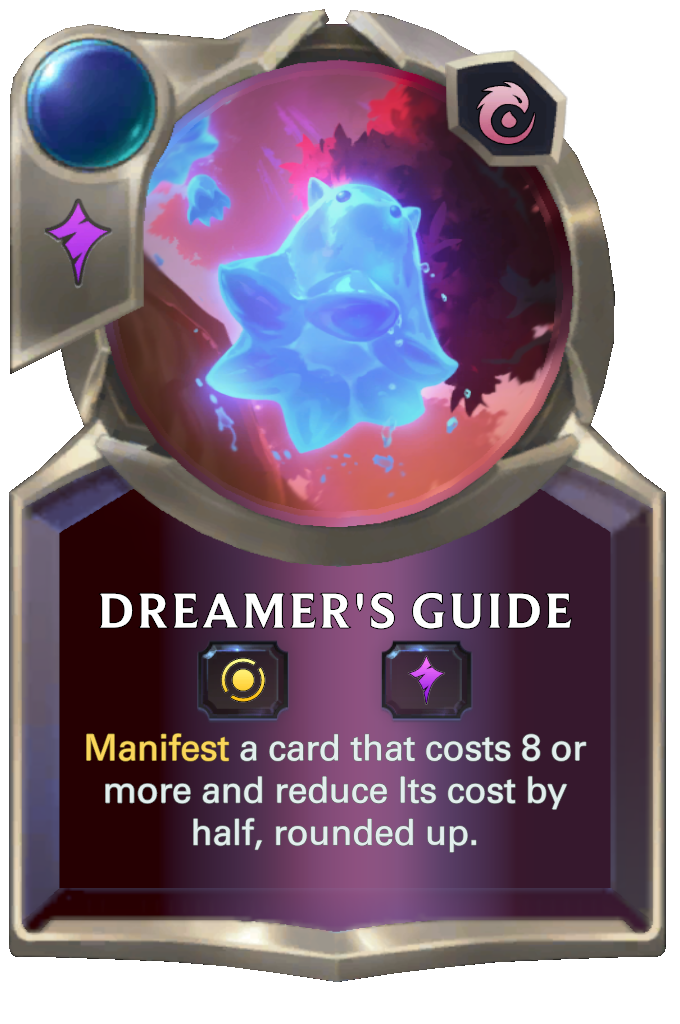 DREAMER'S GUIDE
Manifest a card that costs 8 or
more and reduce Its cost by
half, rounded up.